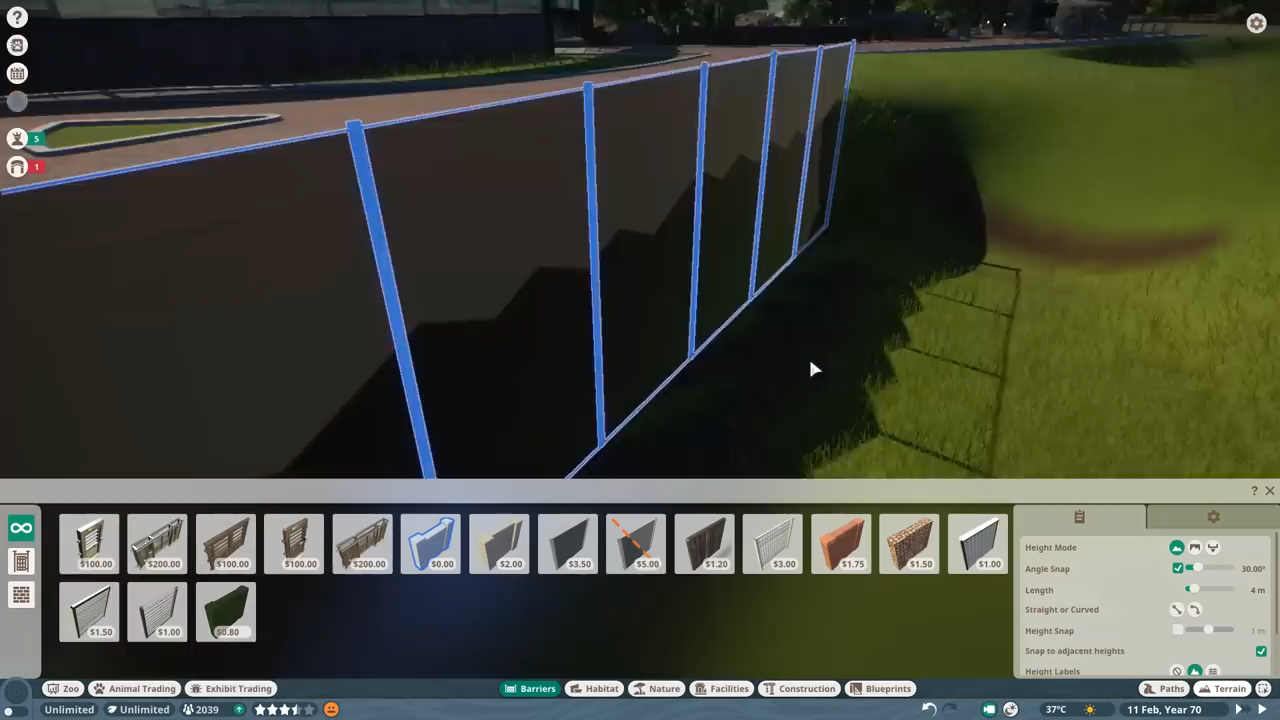 ?
5
1
? ×
$100.00 $200.00 $100.00 $100.00 $200.00 $0.00 $2.00 $3.50 $5.00 $1.20 $3.00 $1.75 $1.50 $1.00
$1.50 $1.00 $0.80
Height Mode
Angle Snap 30.00°
Length 4 m
Straight or Curved
Height Snap 1 m
Snap to adjacent heights
Height Labels
Zoo Animal Trading Exhibit Trading Barriers Habitat Nature Facilities Construction Blueprints Paths Terrain
Unlimited Unlimited 2039 37°C 11 Feb, Year 70